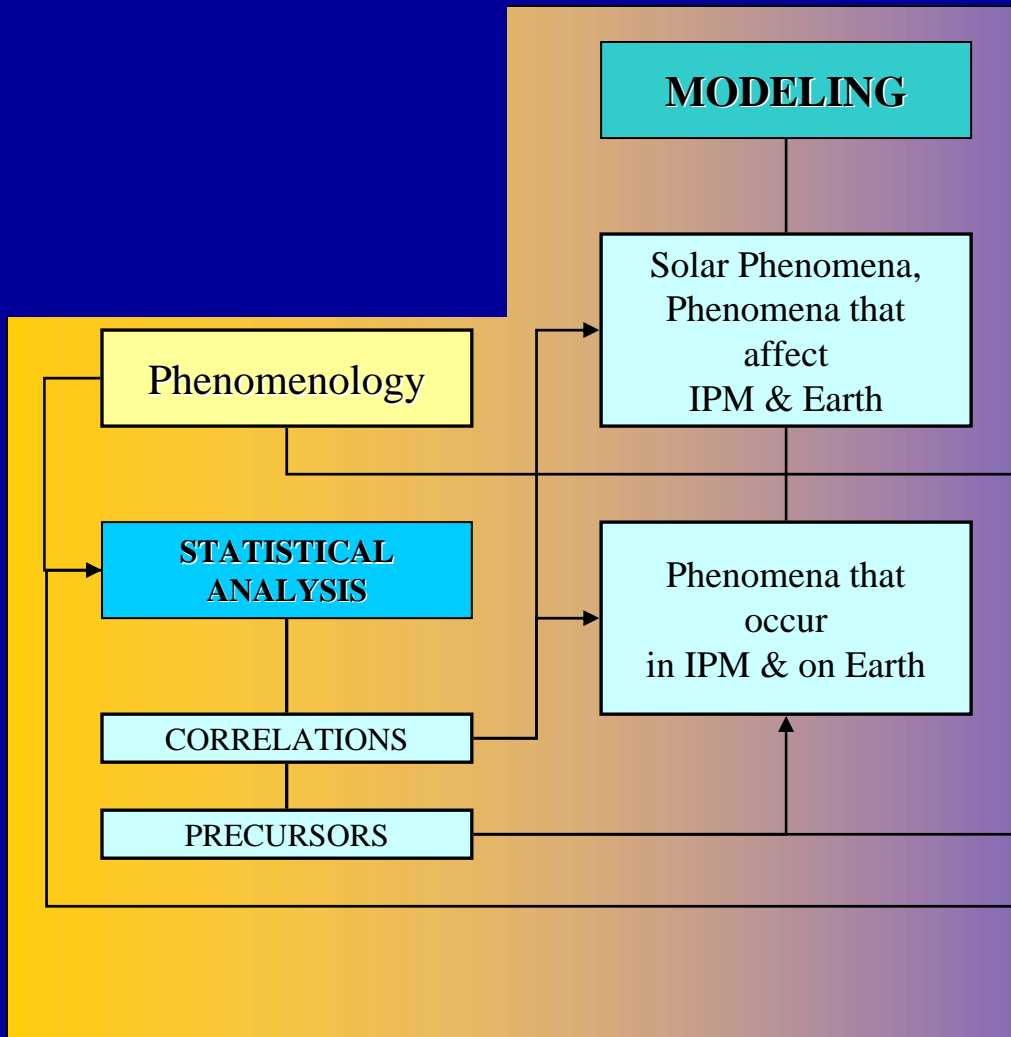 MODELING
Solar Phenomena,
Phenomena that
affect
IPM & Earth
Phenomenology
STATISTICAL
ANALYSIS
Phenomena that
occur
in IPM & on Earth
CORRELATIONS
PRECURSORS